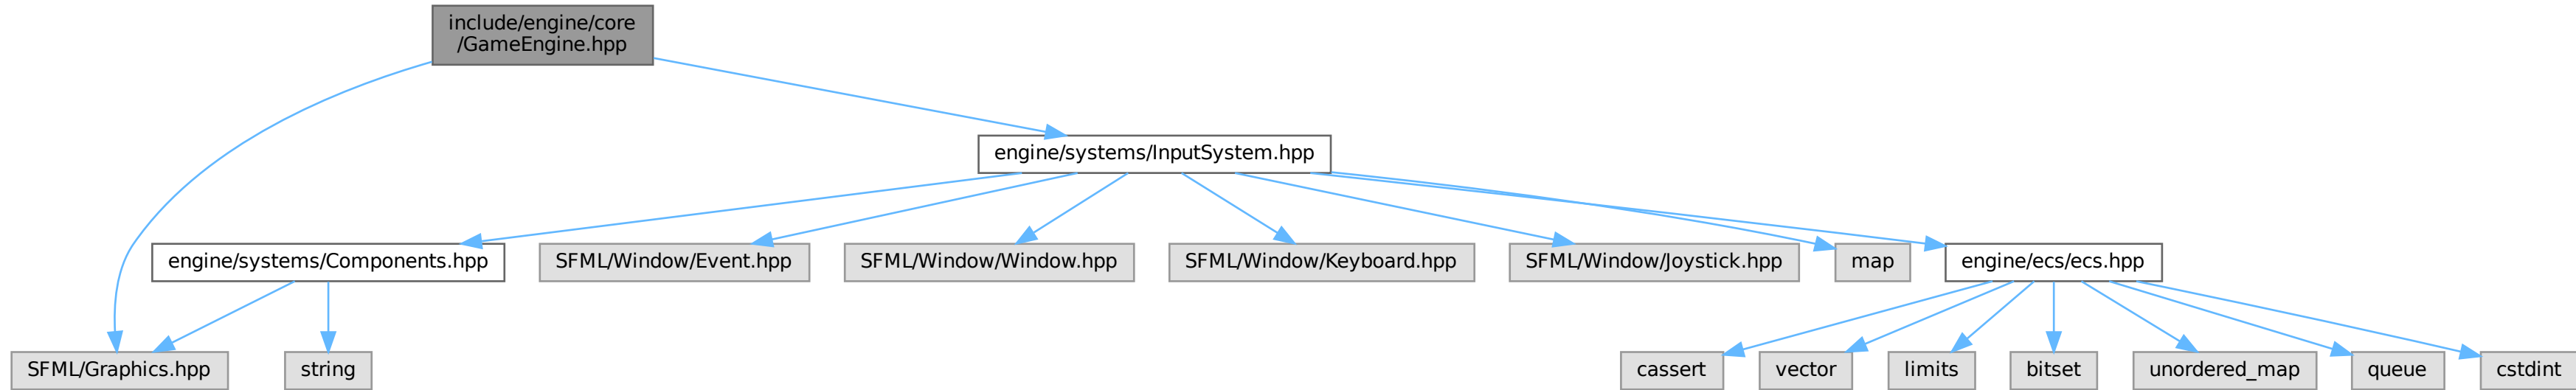 include/engine/core
/GameEngine.hpp
engine/systems/InputSystem.hpp
engine/systems/Components.hpp
SFML/Window/Event.hpp
SFML/Window/Window.hpp
SFML/Window/Keyboard.hpp
SFML/Window/Joystick.hpp
map
engine/ecs/ecs.hpp
SFML/Graphics.hpp
string
cassert
vector
limits
bitset
unordered_map
queue
cstdint